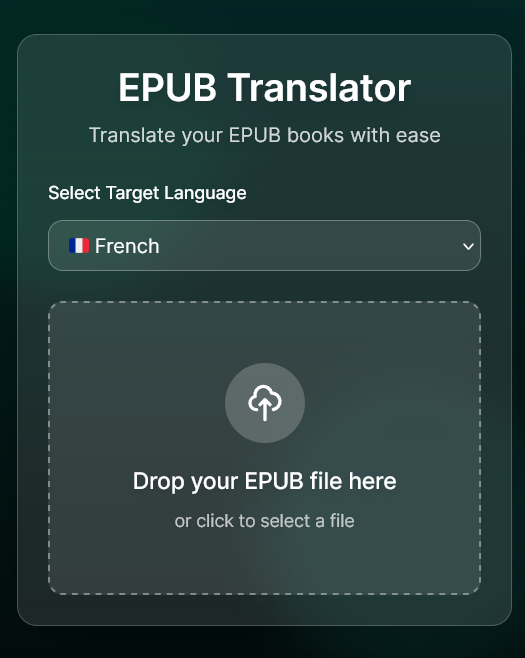 EPUB Translator
Translate your EPUB books with ease
Select Target Language
🇫🇷 French
Drop your EPUB file here
or click to select a file